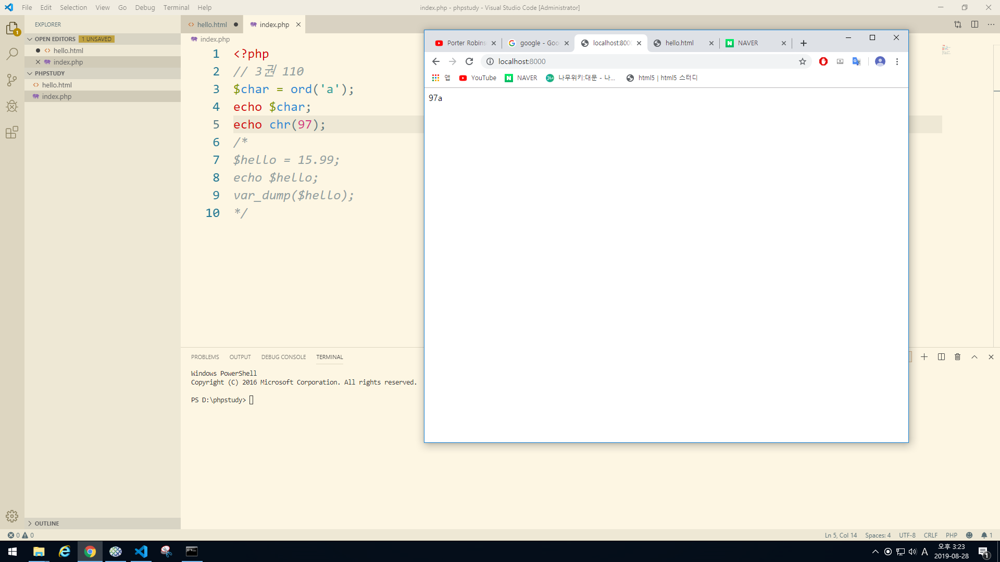 File Edit Selection View Go Debug Terminal Help
index.php - phpstudy - Visual Studio Code [Administrator]
EXPLORER
OPEN EDITORS 1 UNSAVED
hello.html
index.php
PHPSTUDY
hello.html
index.php
OUTLINE
hello.html index.php
index.php
1 <?php
2 // 3권 110
3 $char = ord('a');
4 echo $char;
5 echo chr(97);
6 /*
7 $hello = 15.99;
8 echo $hello;
9 var_dump($hello);
10 */
PROBLEMS OUTPUT DEBUG CONSOLE TERMINAL
Windows PowerShell
Copyright (C) 2016 Microsoft Corporation. All rights reserved.
PS D:\phpstudy>
Porter Robins google - Goo localhost:8000 hello.html NAVER
localhost:8000
앱 YouTube NAVER 나무위키:대문 - 나... html5 | html5 스터디
97a
0 0
Ln 5, Col 14 Spaces: 4 UTF-8 CRLF PHP 1
A 오후 3:23
2019-08-28
1